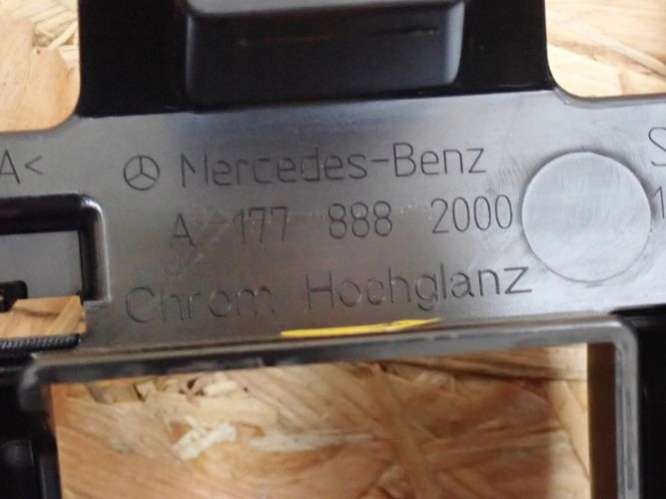 A<
Mercedes-Benz
A 177 888 2000
Chrom Hochglanz